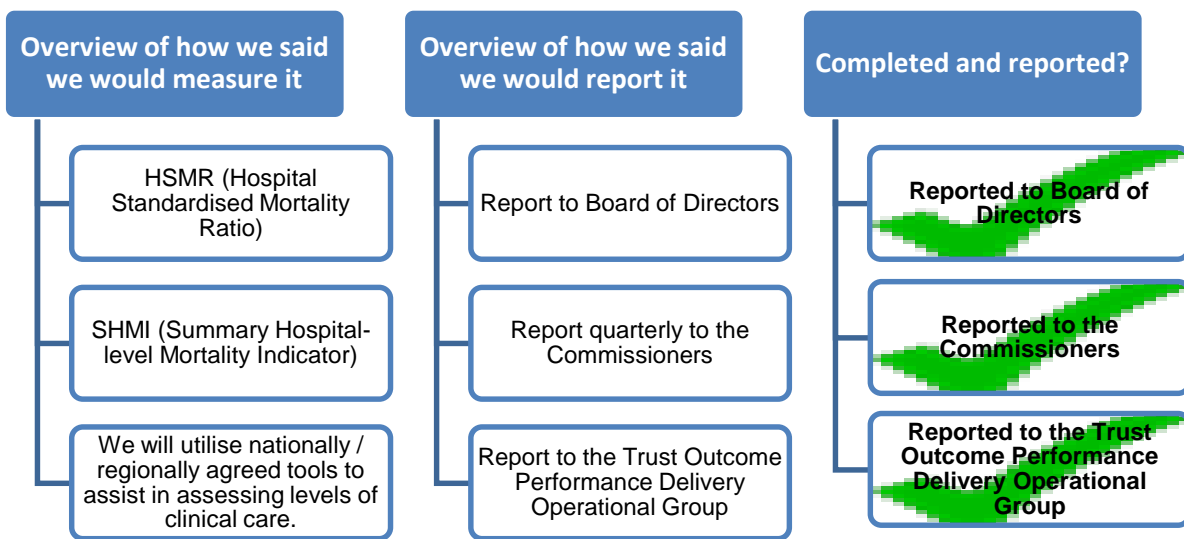 Overview of how we said
we would measure it
HSMR (Hospital
Standardised Mortality
Ratio)
SHMI (Summary Hospital-
level Mortality Indicator)
We will utilise nationally /
regionally agreed tools to
assist in assessing levels of
clinical care.
Overview of how we said
we would report it
Report to Board of Directors
Report quarterly to the
Commissioners
Report to the Trust Outcome
Performance Delivery
Operational Group
Completed and reported?
Reported to Board of
Directors
Reported to the
Commissioners
Reported to the Trust
Outcome Performance
Delivery Operational
Group